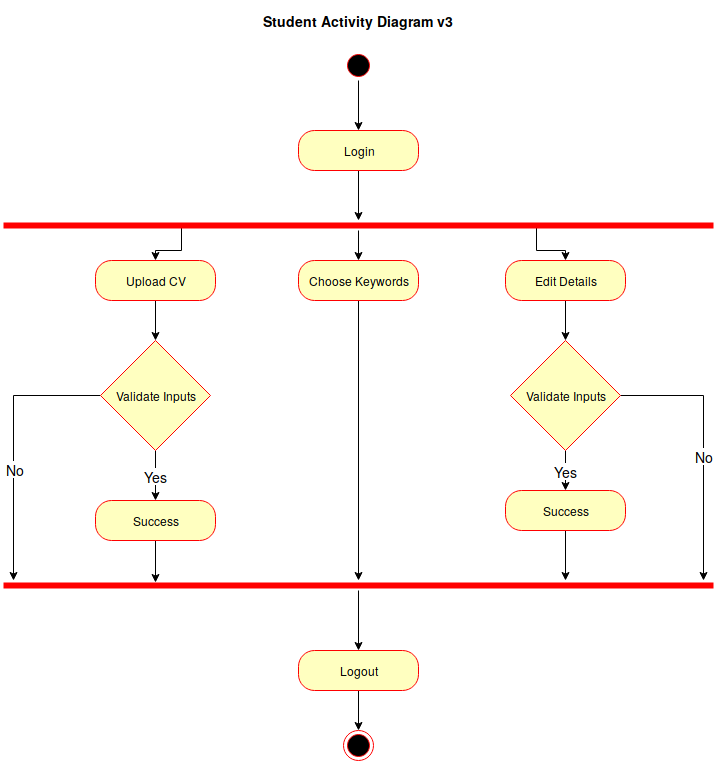 Student Activity Diagram v3
Login
Upload CV
Choose Keywords
Edit Details
Validate Inputs
Validate Inputs
No
Yes
Yes
No
Success
Success
Logout